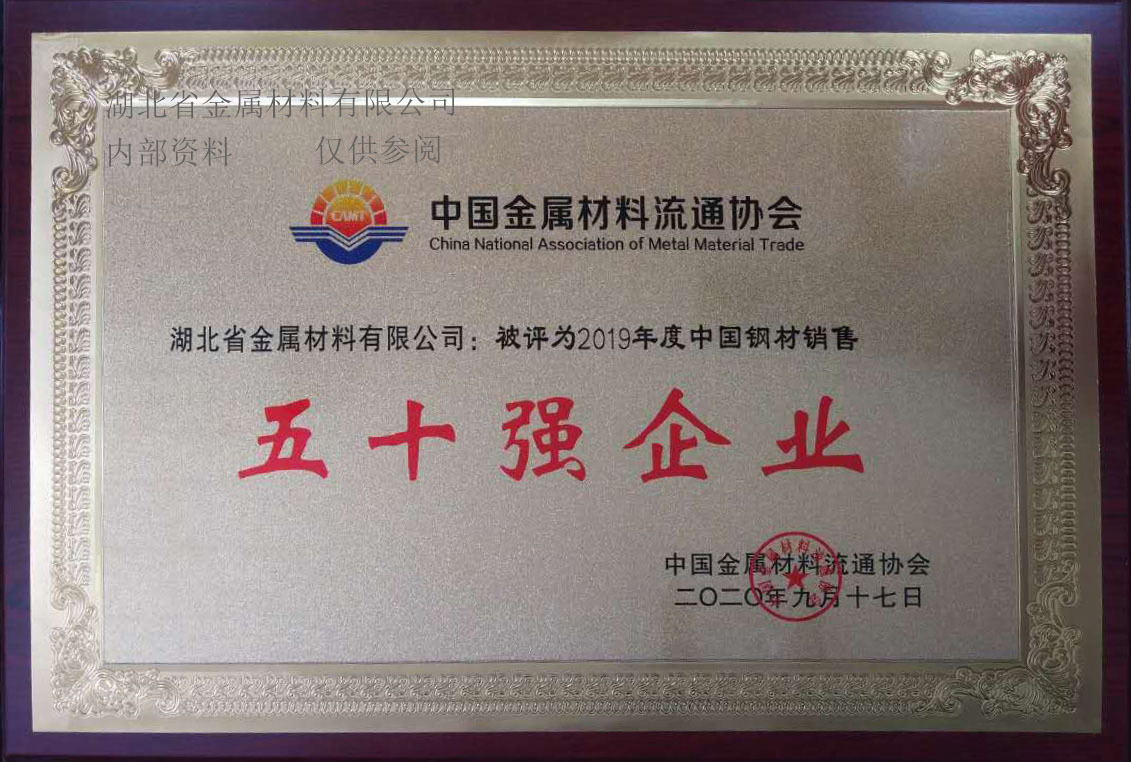 湖北省金属材料有限公司
内部资料 仅供参阅
CAMT
中国金属材料流通协会
China National Association of Metal Material Trade
湖北省金属材料有限公司：被评为2019年度中国钢材销售
五十强企业
中国金属材料流通协会
二〇二〇年九月十七日